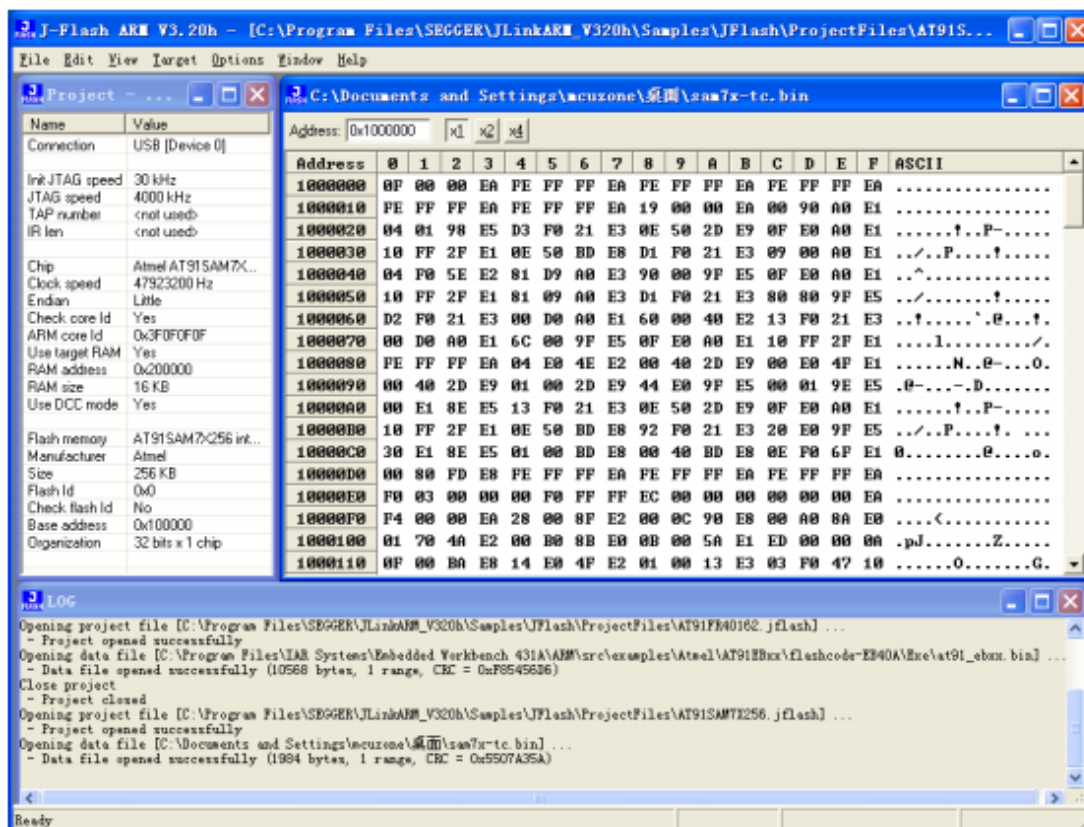 J-Flash ARM V3.20h - [C:\Program Files\SEGGER\JLinkARM_V320h\Samples\JFlash\ProjectFiles\AT91S...
File Edit View Target Options Window Help
Project - ...
Name Value
Connection USB [Device 0]
Init JTAG speed 30 kHz
JTAG speed 4000 kHz
TAP number <not used>
IR len <not used>
Chip Atmel AT91SAM7X...
Clock speed 47923200 Hz
Endian Little
Check core Id Yes
ARM core Id 0x3F0F0F0F
Use target RAM Yes
RAM address 0x200000
RAM size 16 KB
Use DCC mode Yes
Flash memory AT91SAM7X256 int...
Manufacturer Atmel
Size 256 KB
Flash Id 0x0
Check flash Id No
Base address 0x100000
Organization 32 bits x 1 chip
C:\Documents and Settings\mcuzone\桌面\sam7x-tc.bin
Address: 0x1000000 x1 x2 x4
Address 0 1 2 3 4 5 6 7 8 9 A B C D E F ASCII
1000000 0F 00 00 EA FE FF FF EA FE FF FF EA FE FF FF EA ................
1000010 FE FF FF EA FE FF FF EA 19 00 00 EA 00 90 A0 E1 ................
1000020 04 01 98 E5 D3 F0 21 E3 0E 50 2D E9 0F E0 A0 E1 ......!..P-.....
1000030 10 FF 2F E1 0E 50 BD E8 D1 F0 21 E3 09 00 A0 E1 ../..P....!.....
1000040 04 F0 5E E2 81 D9 A0 E3 90 00 9F E5 0F E0 A0 E1 ..^.............
1000050 10 FF 2F E1 81 09 A0 E3 D1 F0 21 E3 80 80 9F E5 ../.......!.....
1000060 D2 F0 21 E3 00 D0 A0 E1 60 00 40 E2 13 F0 21 E3 ..!.....`.@...!.
1000070 00 D0 A0 E1 6C 00 9F E5 0F E0 A0 E1 10 FF 2F E1 ....l........./.
1000080 FE FF FF EA 04 E0 4E E2 00 40 2D E9 00 E0 4F E1 ......N..@-...O.
1000090 00 40 2D E9 01 00 2D E9 44 E0 9F E5 00 01 9E E5 .@-...-.D.......
10000A0 00 E1 8E E5 13 F0 21 E3 0E 50 2D E9 0F E0 A0 E1 ......!..P-.....
10000B0 10 FF 2F E1 0E 50 BD E8 92 F0 21 E3 20 E0 9F E5 ../..P....!. ...
10000C0 30 E1 8E E5 01 00 BD E8 00 40 BD E8 0E F0 6F E1 0........@....o.
10000D0 00 80 FD E8 FE FF FF EA FE FF FF EA FE FF FF EA ................
10000E0 F0 03 00 00 00 F0 FF FF EC 00 00 00 00 00 00 EA ................
10000F0 F4 00 00 EA 28 00 8F E2 00 0C 90 E8 00 A0 8A E0 ....<...........
1000100 01 70 4A E2 00 B0 8B E0 0B 00 5A E1 ED 00 00 0A .pJ.......Z.....
1000110 0F 00 BA E8 14 E0 4F E2 01 00 13 E3 03 F0 47 10 ......O.......G.
LOG
Opening project file [C:\Program Files\SEGGER\JLinkARM_V320h\Samples\JFlash\ProjectFiles\AT91FR40162.jflash] ...
- Project opened successfully
Opening data file [C:\Program Files\IAR Systems\Embedded Workbench 431A\ARM\src\examples\Atmel\AT91EBxx\flashcode-EB40A\Exe\at91_ebxx.bin] ...
- Data file opened successfully (10568 bytes, 1 range, CRC = 0xF85456D6)
Close project
- Project closed
Opening project file [C:\Program Files\SEGGER\JLinkARM_V320h\Samples\JFlash\ProjectFiles\AT91SAM7X256.jflash] ...
- Project opened successfully
Opening data file [C:\Documents and Settings\mcuzone\桌面\sam7x-tc.bin] ...
- Data file opened successfully (1984 bytes, 1 range, CRC = 0x5507A35A)
Ready